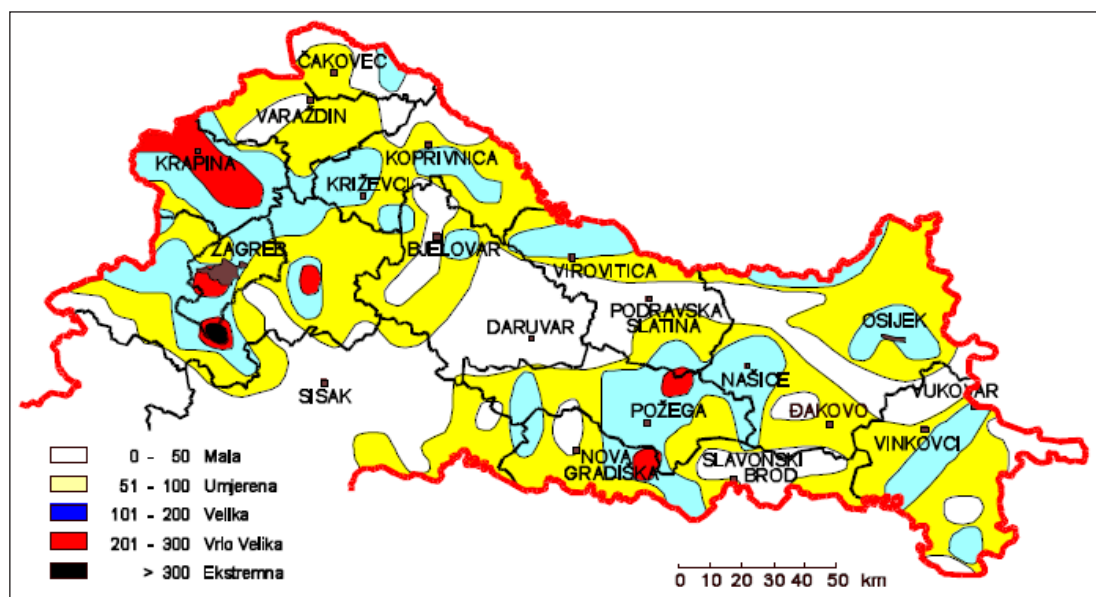 ČAKOVEC
VARAŽDIN
KRAPINA
KOPRIVNICA
KRIŽEVCI
ZAGREB
BJELOVAR
VIROVITICA
PODRAVSKA
SLATINA
DARUVAR
OSIJEK
SISAK
NAŠICE
VUKOVAR
POŽEGA
ĐAKOVO
VINKOVCI
NOVA
GRADIŠKA
SLAVONSKI
BROD
0 - 50 Mala
51 - 100 Umjerena
101 - 200 Velika
201 - 300 Vrlo Velika
> 300 Ekstremna
0 10 20 30 40 50 km